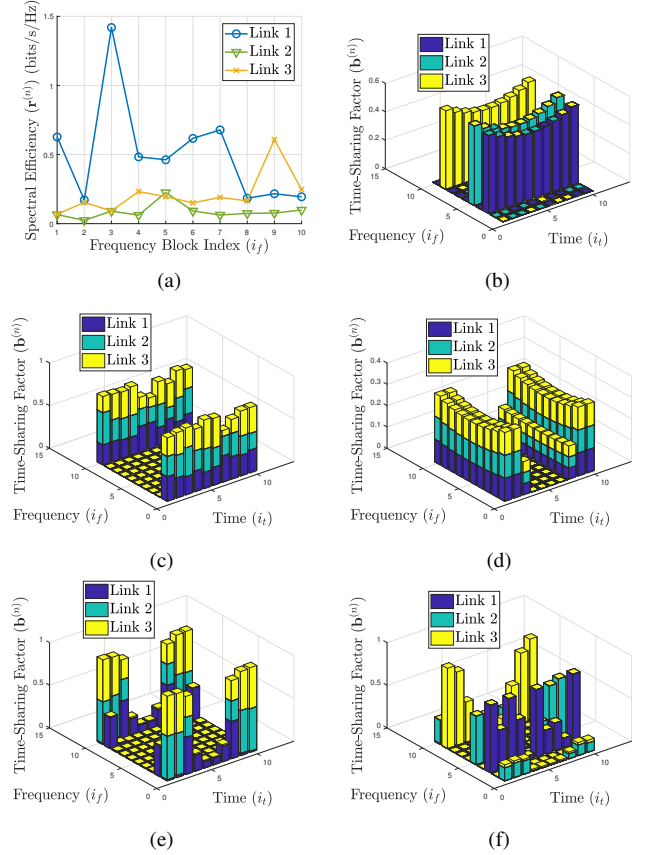 1.5
1
0.5
0
1 2 3 4 5 6 7 8 9 10
Spectral Efficiency (r⁽ⁿ⁾) (bits/s/Hz)
Frequency Block Index (i_f)
Link 1
Link 2
Link 3
(a)
Link 1
Link 2
Link 3
Time-Sharing Factor (b⁽ⁿ⁾)
0.6
0.4
0.2
0
15
10
5
0
0
5
10
Frequency (i_f)
Time (i_t)
(b)
Link 1
Link 2
Link 3
Time-Sharing Factor (b⁽ⁿ⁾)
1
0.5
0
15
10
5
0
0
5
10
Frequency (i_f)
Time (i_t)
(c)
Link 1
Link 2
Link 3
Time-Sharing Factor (b⁽ⁿ⁾)
0.4
0.3
0.2
0.1
0
15
10
5
0
0
5
10
Frequency (i_f)
Time (i_t)
(d)
Link 1
Link 2
Link 3
Time-Sharing Factor (b⁽ⁿ⁾)
1
0.5
0
15
10
5
0
0
5
10
Frequency (i_f)
Time (i_t)
(e)
Link 1
Link 2
Link 3
Time-Sharing Factor (b⁽ⁿ⁾)
1
0.5
0
15
10
5
0
0
5
10
Frequency (i_f)
Time (i_t)
(f)